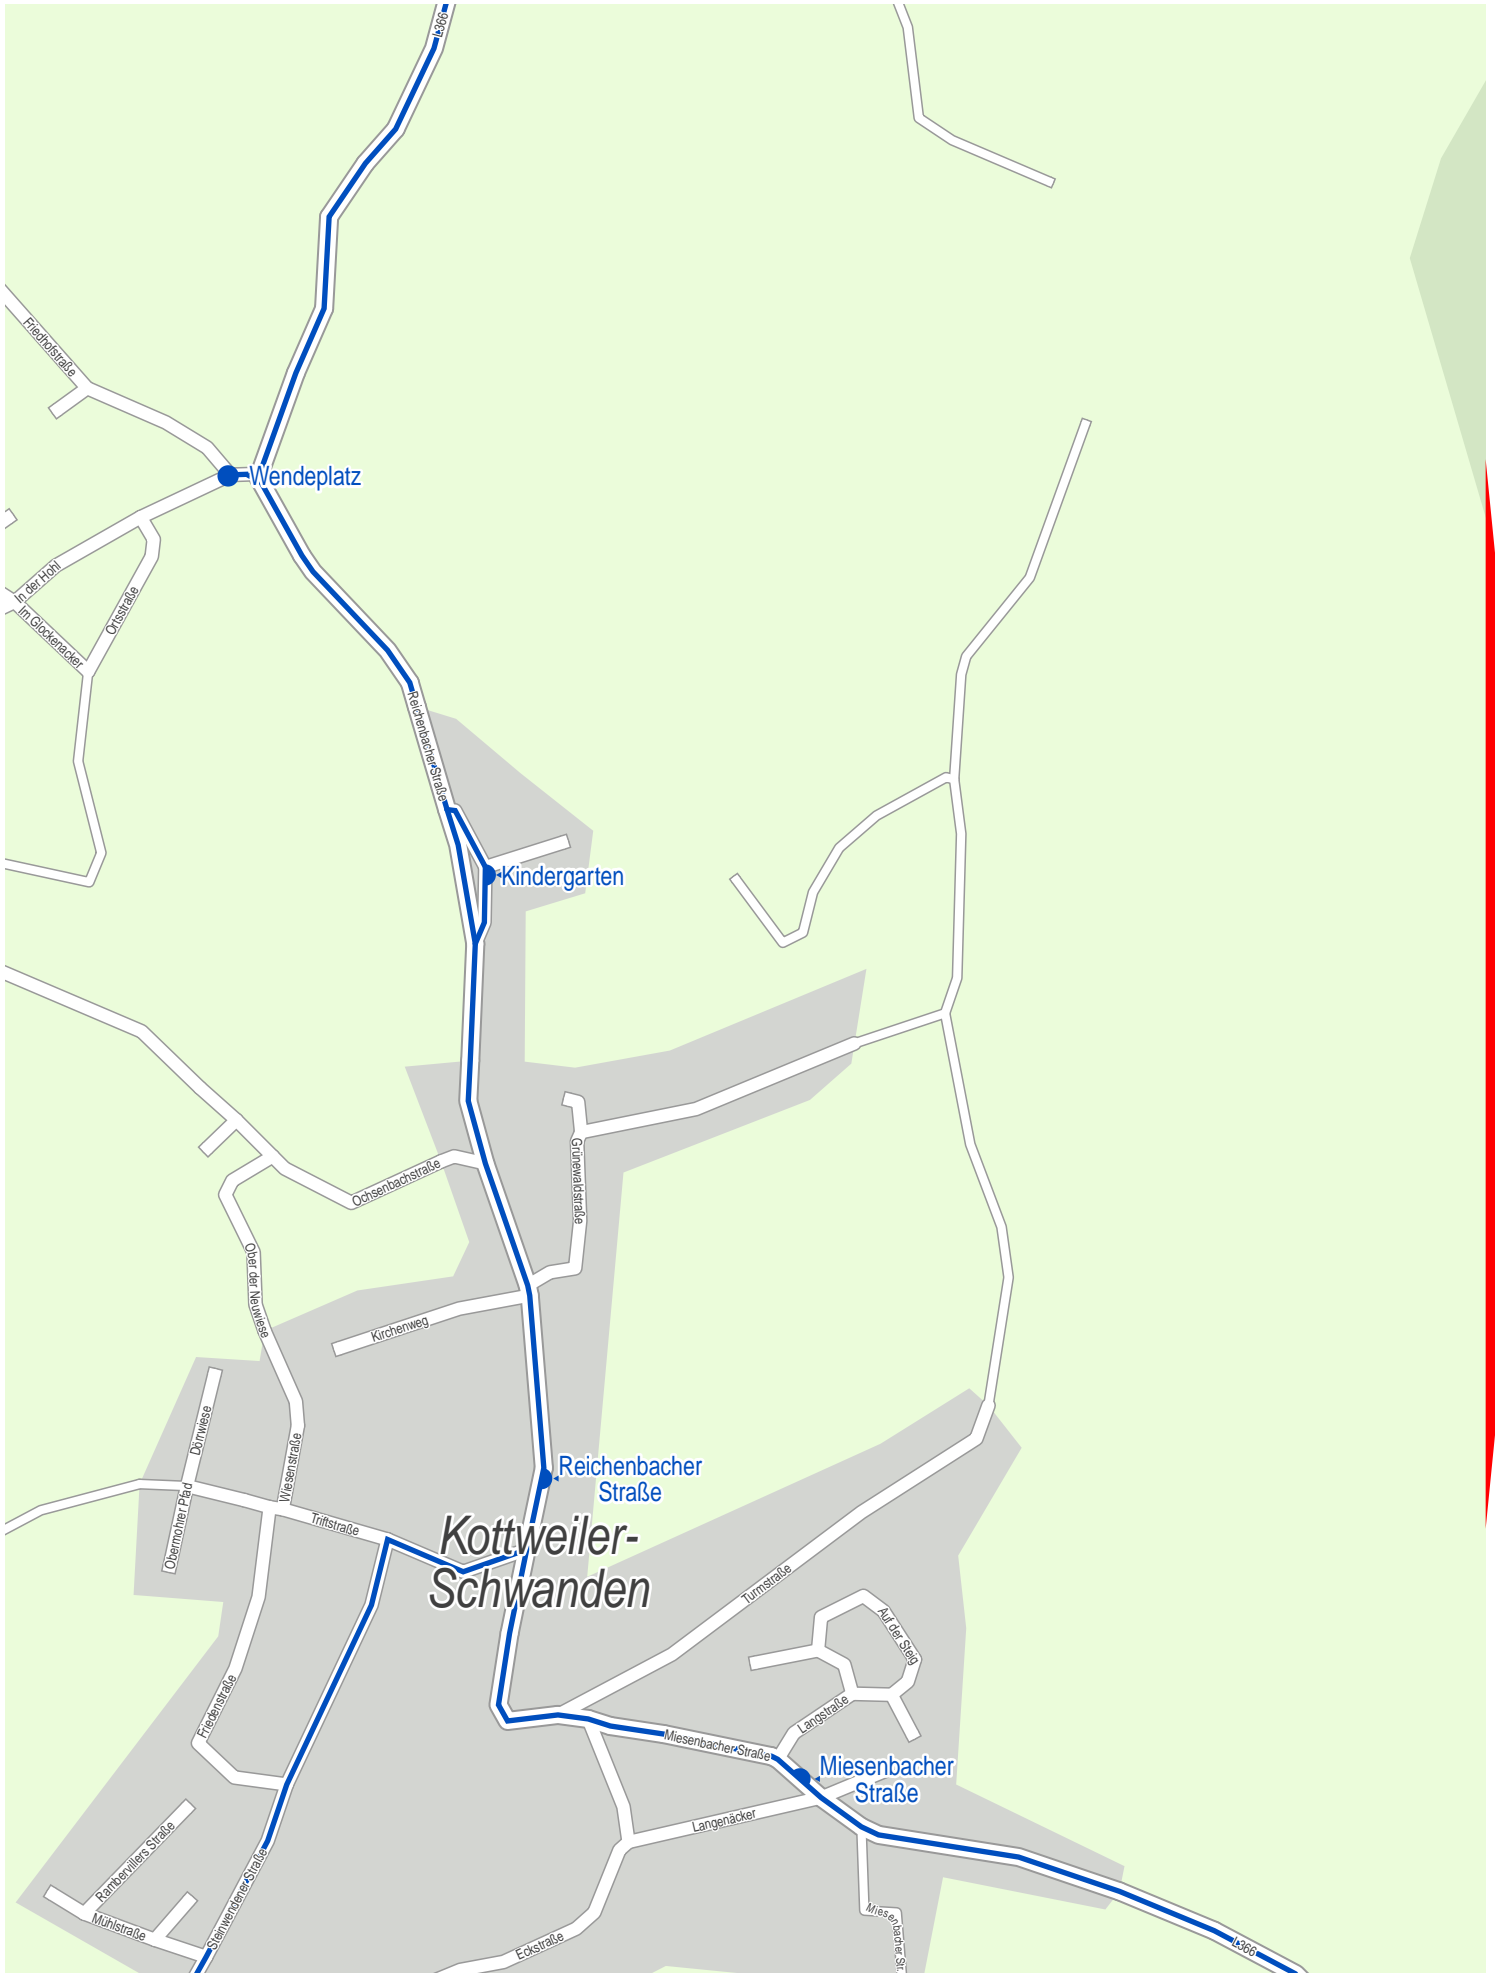 L366
Friedhofstraße
Wendeplatz
In der Hohl
Im Glockenacker
Ortsstraße
Reichenbacher Straße
Kindergarten
Ochsenbachstraße
Grünewaldstraße
Ober der Neuwiese
Kirchenweg
Dörrwiese
Wiesenstraße
Reichenbacher
Straße
Obermohrer Pfad
Triftstraße
Kottweiler-
Schwanden
Turmstraße
Auf der Steig
Friedenstraße
Langstraße
Miesenbacher Straße
Miesenbacher
Straße
Langenäcker
Rambervillers Straße
Steinwendener Straße
Mühlstraße
Eckstraße
Miesenbacher Str.
L366